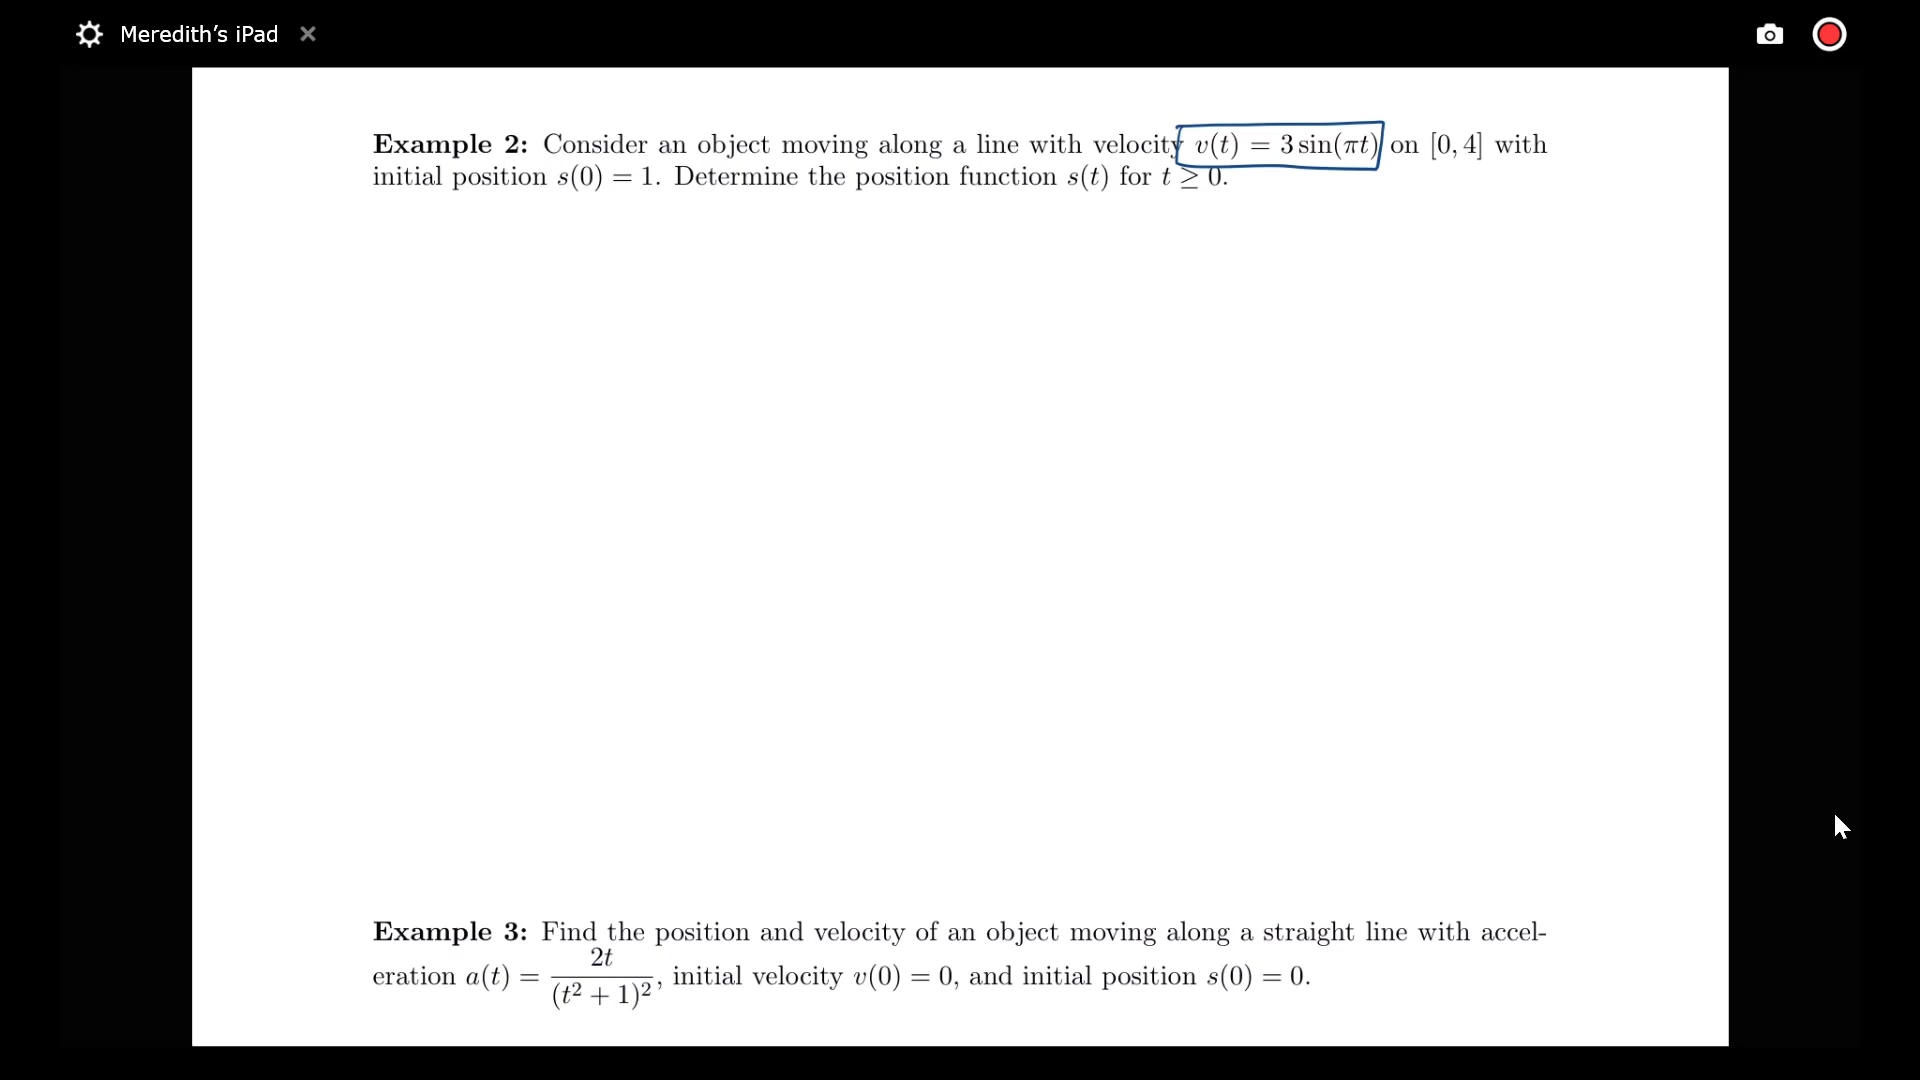 Meredith’s iPad
Example 2: Consider an object moving along a line with velocity v(t) = 3 sin(πt) on [0, 4] with
initial position s(0) = 1. Determine the position function s(t) for t ≥ 0.
Example 3: Find the position and velocity of an object moving along a straight line with accel-
eration a(t) = 2t/(t² + 1)², initial velocity v(0) = 0, and initial position s(0) = 0.